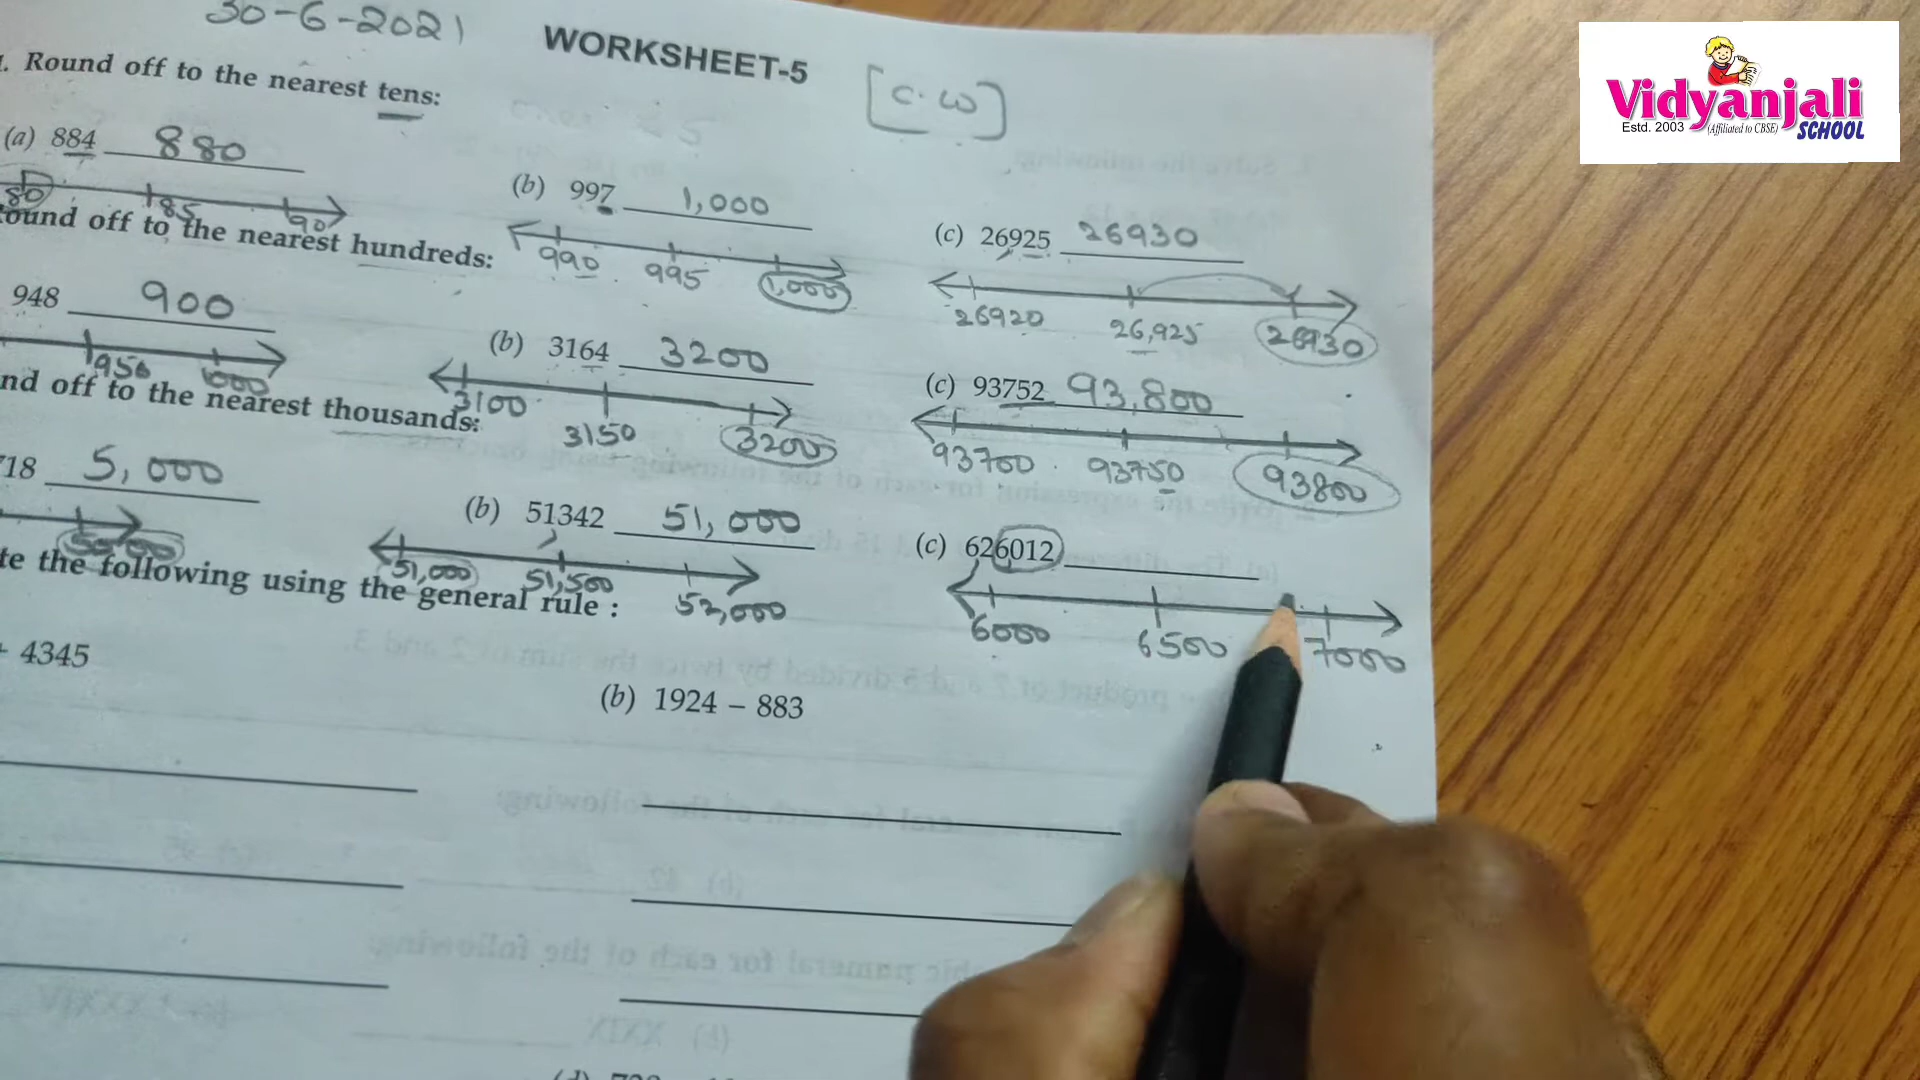 30-6-2021
WORKSHEET-5
[C.W]
1. Round off to the nearest tens:
(a) 884 880
80 85 90
(b) 997 1,000
990 995 1,000
(c) 26925 26930
26920 26,925 26930
Round off to the nearest hundreds:
948 900
950 1000
(b) 3164 3200
3100 3150 3200
(c) 93752 93,800
93700 93750 93800
nd off to the nearest thousands:
718 5,000
5000
(b) 51342 51,000
51,000 51,500 52,000
(c) 626012
6000 6500 7000
te the following using the general rule :
+ 4345
(b) 1924 – 883
Vidyanjali
Estd. 2003 (Affiliated to CBSE) SCHOOL